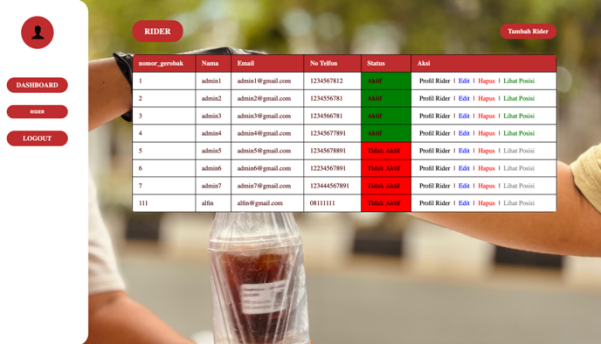 RIDER
Tambah Rider
DASHBOARD
RIDER
LOGOUT
nomor_gerobak Nama Email No Telfon Status Aksi
1 admin1 admin1@gmail.com 1234567812 Aktif Profil Rider | Edit | Hapus | Lihat Posisi
2 admin2 admin2@gmail.com 1234556781 Aktif Profil Rider | Edit | Hapus | Lihat Posisi
3 admin3 admin3@gmail.com 1234566781 Aktif Profil Rider | Edit | Hapus | Lihat Posisi
4 admin4 admin4@gmail.com 12345677891 Aktif Profil Rider | Edit | Hapus | Lihat Posisi
5 admin5 admin5@gmail.com 12345678891 Tidak Aktif Profil Rider | Edit | Hapus | Lihat Posisi
6 admin6 admin6@gmail.com 12234567891 Tidak Aktif Profil Rider | Edit | Hapus | Lihat Posisi
7 admin7 admin7@gmail.com 123444567891 Tidak Aktif Profil Rider | Edit | Hapus | Lihat Posisi
111 alfin alfin@gmail.com 08111111 Tidak Aktif Profil Rider | Edit | Hapus | Lihat Posisi